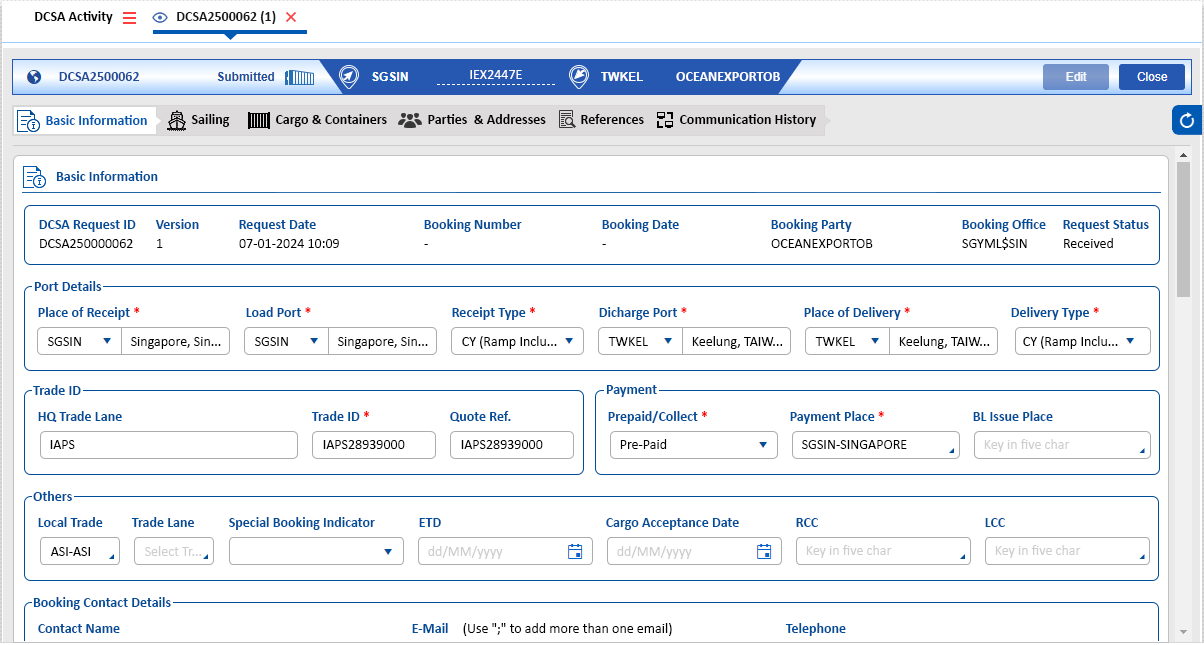 DCSA Activity DCSA2500062 (1)
DCSA2500062 Submitted SGSIN IEX2447E TWKEL OCEANEXPORTOB Edit Close
Basic Information Sailing Cargo & Containers Parties & Addresses References Communication History
Basic Information
DCSA Request ID Version Request Date Booking Number Booking Date Booking Party Booking Office Request Status
DCSA250000062 1 07-01-2024 10:09 - - OCEANEXPORTOB SGYML$SIN Received
Port Details
Place of Receipt * Load Port * Receipt Type * Dicharge Port * Place of Delivery * Delivery Type *
SGSIN Singapore, Sin... SGSIN Singapore, Sin... CY (Ramp Inclu... TWKEL Keelung, TAIW... TWKEL Keelung, TAIW... CY (Ramp Inclu...
Trade ID Payment
HQ Trade Lane Trade ID * Quote Ref. Prepaid/Collect * Payment Place * BL Issue Place
IAPS IAPS28939000 IAPS28939000 Pre-Paid SGSIN-SINGAPORE Key in five char
Others
Local Trade Trade Lane Special Booking Indicator ETD Cargo Acceptance Date RCC LCC
ASI-ASI Select Tr... dd/MM/yyyy dd/MM/yyyy Key in five char Key in five char
Booking Contact Details
Contact Name E-Mail (Use ";" to add more than one email) Telephone